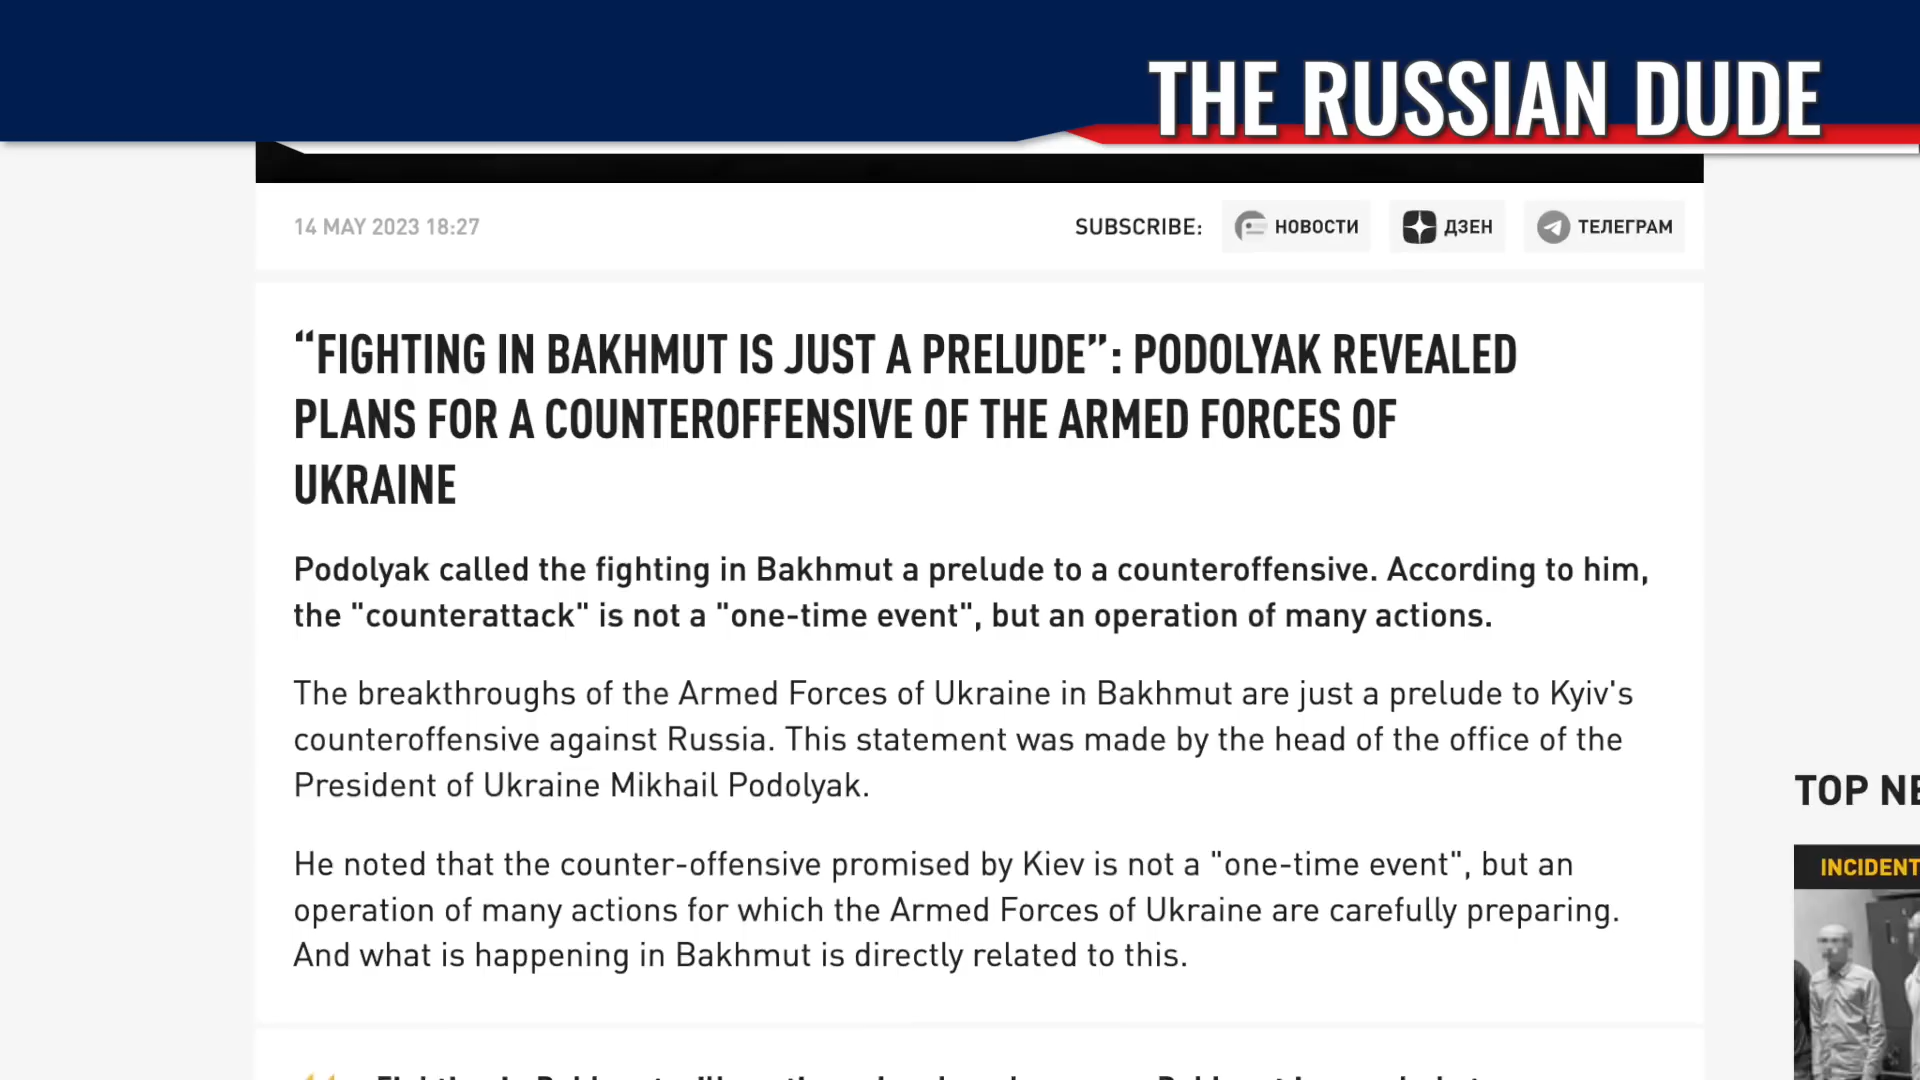 THE RUSSIAN DUDE
14 MAY 2023 18:27
SUBSCRIBE: НОВОСТИ ДЗЕН ТЕЛЕГРАМ
“FIGHTING IN BAKHMUT IS JUST A PRELUDE”: PODOLYAK REVEALED
PLANS FOR A COUNTEROFFENSIVE OF THE ARMED FORCES OF
UKRAINE
Podolyak called the fighting in Bakhmut a prelude to a counteroffensive. According to him,
the "counterattack" is not a "one-time event", but an operation of many actions.
The breakthroughs of the Armed Forces of Ukraine in Bakhmut are just a prelude to Kyiv's
counteroffensive against Russia. This statement was made by the head of the office of the
President of Ukraine Mikhail Podolyak.
He noted that the counter-offensive promised by Kiev is not a "one-time event", but an
operation of many actions for which the Armed Forces of Ukraine are carefully preparing.
And what is happening in Bakhmut is directly related to this.
TOP NE
INCIDENT